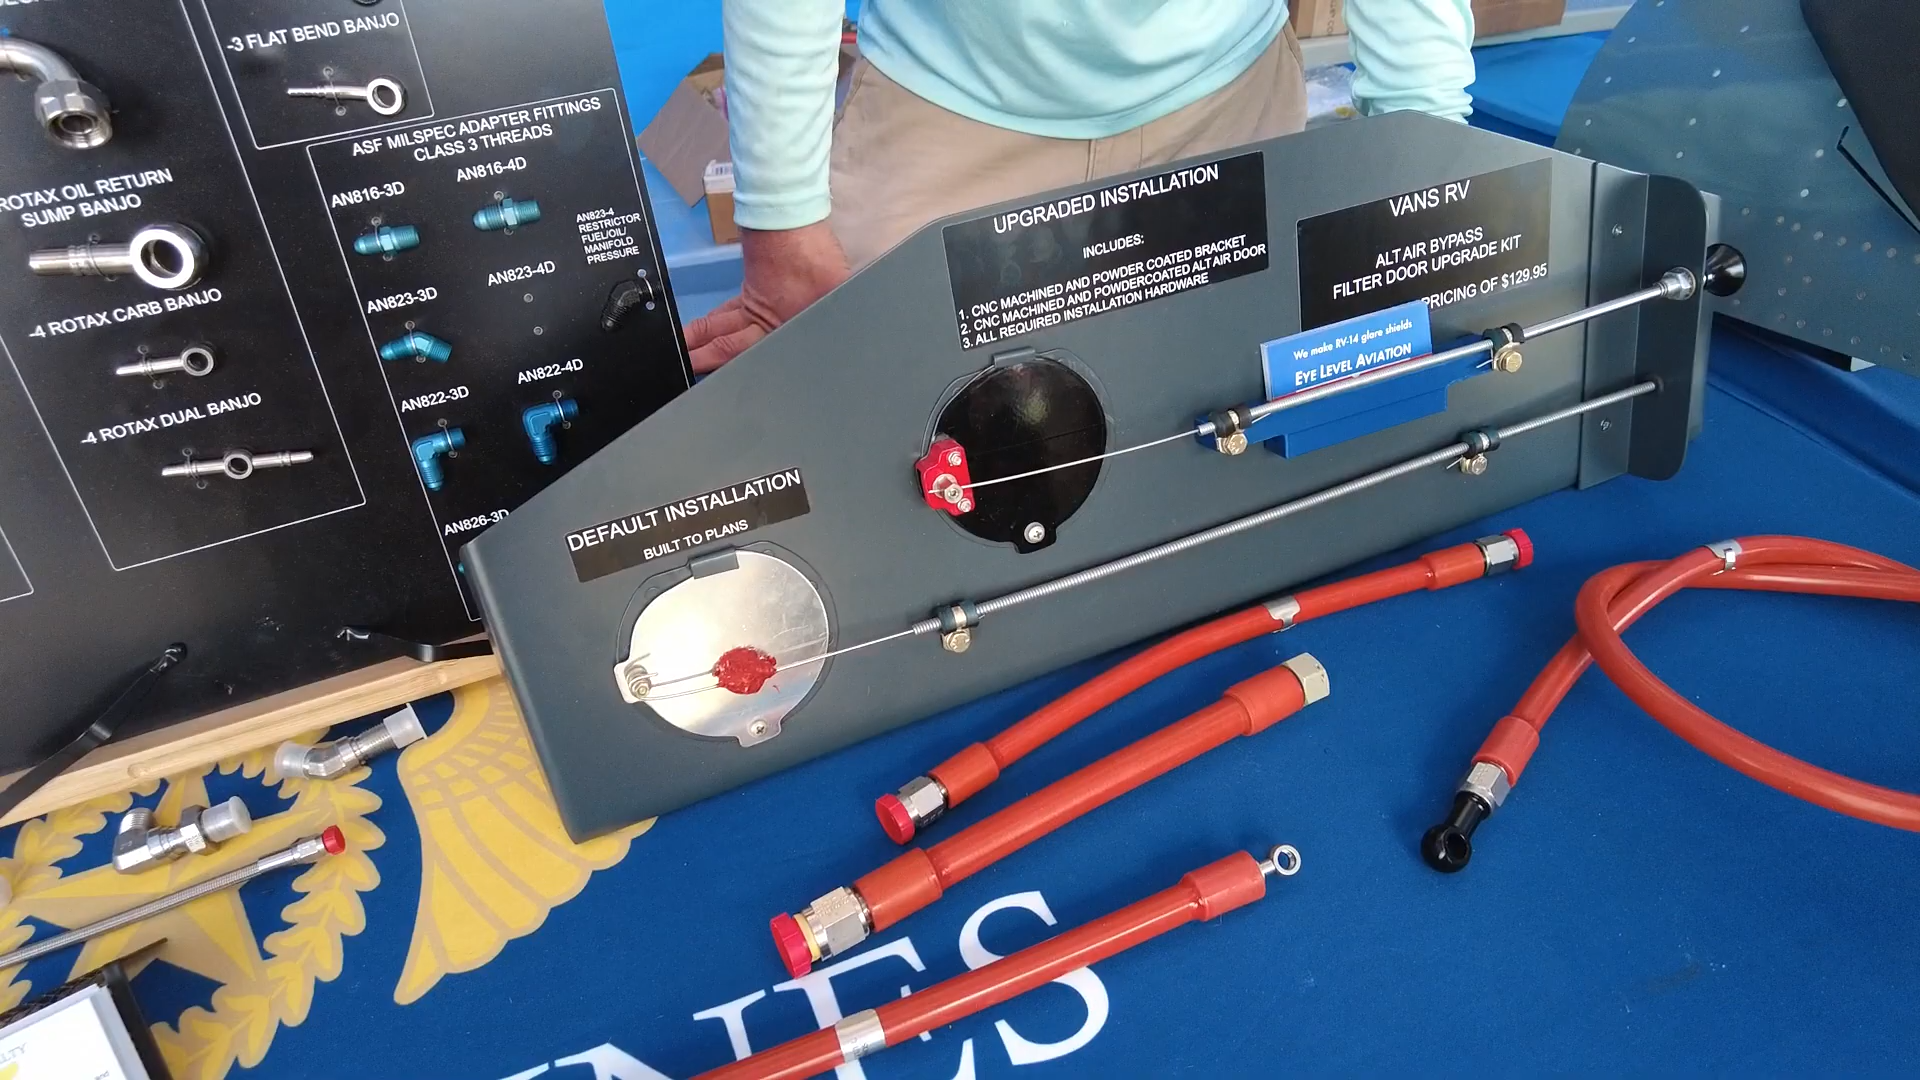 -3 FLAT BEND BANJO
ROTAX OIL RETURN
SUMP BANJO
-4 ROTAX CARB BANJO
-4 ROTAX DUAL BANJO
ASF MILSPEC ADAPTER FITTINGS
CLASS 3 THREADS
AN816-3D
AN816-4D
AN823-4
RESTRICTOR
FUEL/OIL/
MANIFOLD
PRESSURE
AN823-3D
AN823-4D
AN822-3D
AN822-4D
AN826-3D
DEFAULT INSTALLATION
BUILT TO PLANS
UPGRADED INSTALLATION
INCLUDES:
1. CNC MACHINED AND POWDER COATED BRACKET
2. CNC MACHINED AND POWDERCOATED ALT AIR DOOR
3. ALL REQUIRED INSTALLATION HARDWARE
VANS RV
ALT AIR BYPASS
FILTER DOOR UPGRADE KIT
PRICING OF $129.95
We make RV-14 glare shields
EYE LEVEL AVIATION